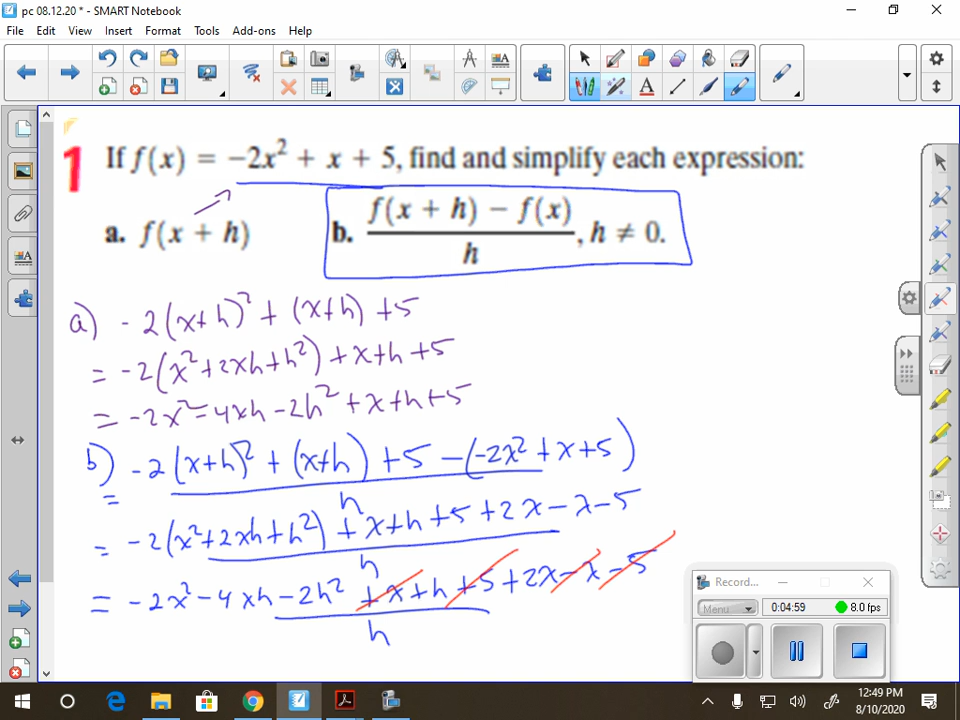 pc 08.12.20 * - SMART Notebook
File Edit View Insert Format Tools Add-ons Help
1 If f(x) = −2x² + x + 5, find and simplify each expression:
a. f(x + h) b. f(x + h) − f(x) / h, h ≠ 0.
a) -2(x+h)² + (x+h) +5
= -2(x²+2xh+h²) +x+h+5
= -2x²-4xh-2h²+x+h+5
b) -2(x+h)² + (x+h) +5 -(-2x²+x+5)
= h
= -2(x²+2xh+h²) +x+h+5+2x-x-5
h
= -2x²-4xh-2h² +x+h+5+2x-x-5
h
Record...
Menu 0:04:59 8.0 fps
12:49 PM
8/10/2020